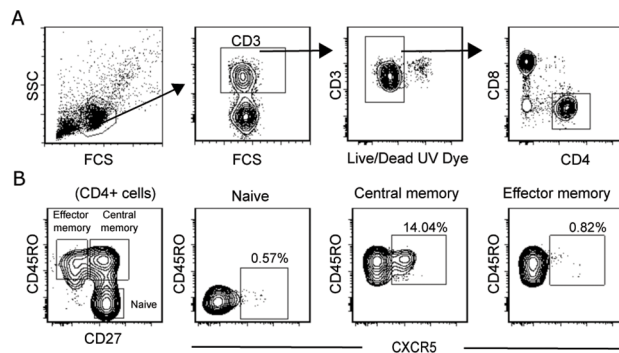 A
SSC
FCS
CD3
FCS
CD3
Live/Dead UV Dye
CD8
CD4
B
(CD4+ cells)
Effector
memory
Central
memory
Naive
CD45RO
CD27
Naive
0.57%
CD45RO
Central memory
14.04%
CD45RO
Effector memory
0.82%
CD45RO
CXCR5